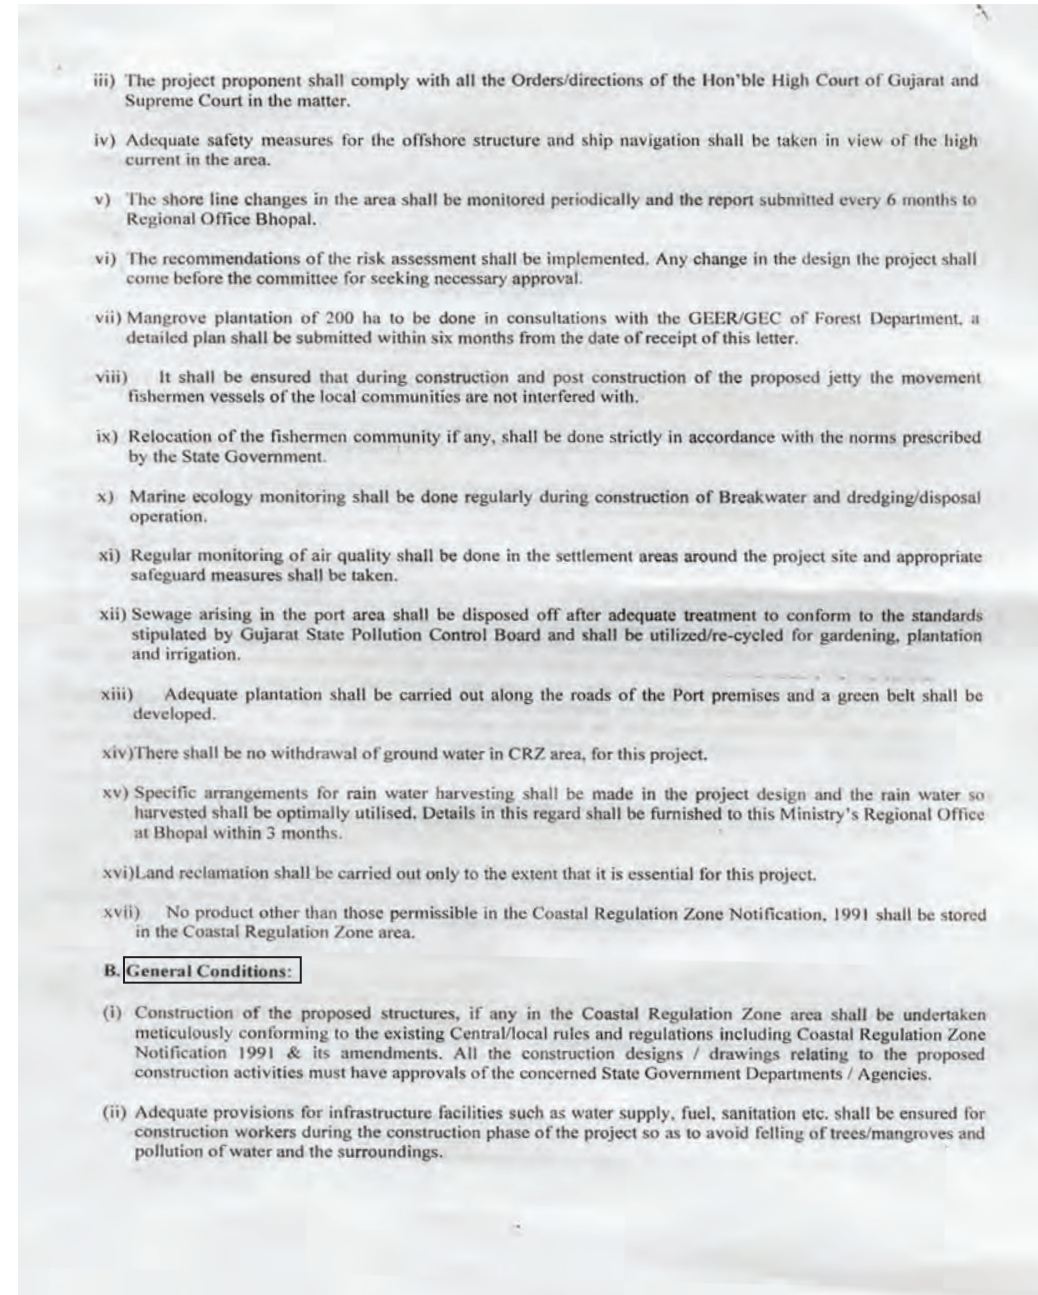 iii) The project proponent shall comply with all the Orders/directions of the Hon'ble High Court of Gujarat and
Supreme Court in the matter.
iv) Adequate safety measures for the offshore structure and ship navigation shall be taken in view of the high
current in the area.
v) The shore line changes in the area shall be monitored periodically and the report submitted every 6 months to
Regional Office Bhopal.
vi) The recommendations of the risk assessment shall be implemented. Any change in the design the project shall
come before the committee for seeking necessary approval.
vii) Mangrove plantation of 200 ha to be done in consultations with the GEER/GEC of Forest Department, a
detailed plan shall be submitted within six months from the date of receipt of this letter.
viii) It shall be ensured that during construction and post construction of the proposed jetty the movement
fishermen vessels of the local communities are not interfered with.
ix) Relocation of the fishermen community if any, shall be done strictly in accordance with the norms prescribed
by the State Government.
x) Marine ecology monitoring shall be done regularly during construction of Breakwater and dredging/disposal
operation.
xi) Regular monitoring of air quality shall be done in the settlement areas around the project site and appropriate
safeguard measures shall be taken.
xii) Sewage arising in the port area shall be disposed off after adequate treatment to conform to the standards
stipulated by Gujarat State Pollution Control Board and shall be utilized/re-cycled for gardening, plantation
and irrigation.
xiii) Adequate plantation shall be carried out along the roads of the Port premises and a green belt shall be
developed.
xiv)There shall be no withdrawal of ground water in CRZ area, for this project.
xv) Specific arrangements for rain water harvesting shall be made in the project design and the rain water so
harvested shall be optimally utilised. Details in this regard shall be furnished to this Ministry's Regional Office
at Bhopal within 3 months.
xvi)Land reclamation shall be carried out only to the extent that it is essential for this project.
xvii) No product other than those permissible in the Coastal Regulation Zone Notification, 1991 shall be stored
in the Coastal Regulation Zone area.
B. General Conditions:
(i) Construction of the proposed structures, if any in the Coastal Regulation Zone area shall be undertaken
meticulously conforming to the existing Central/local rules and regulations including Coastal Regulation Zone
Notification 1991 & its amendments. All the construction designs / drawings relating to the proposed
construction activities must have approvals of the concerned State Government Departments / Agencies.
(ii) Adequate provisions for infrastructure facilities such as water supply, fuel, sanitation etc. shall be ensured for
construction workers during the construction phase of the project so as to avoid felling of trees/mangroves and
pollution of water and the surroundings.